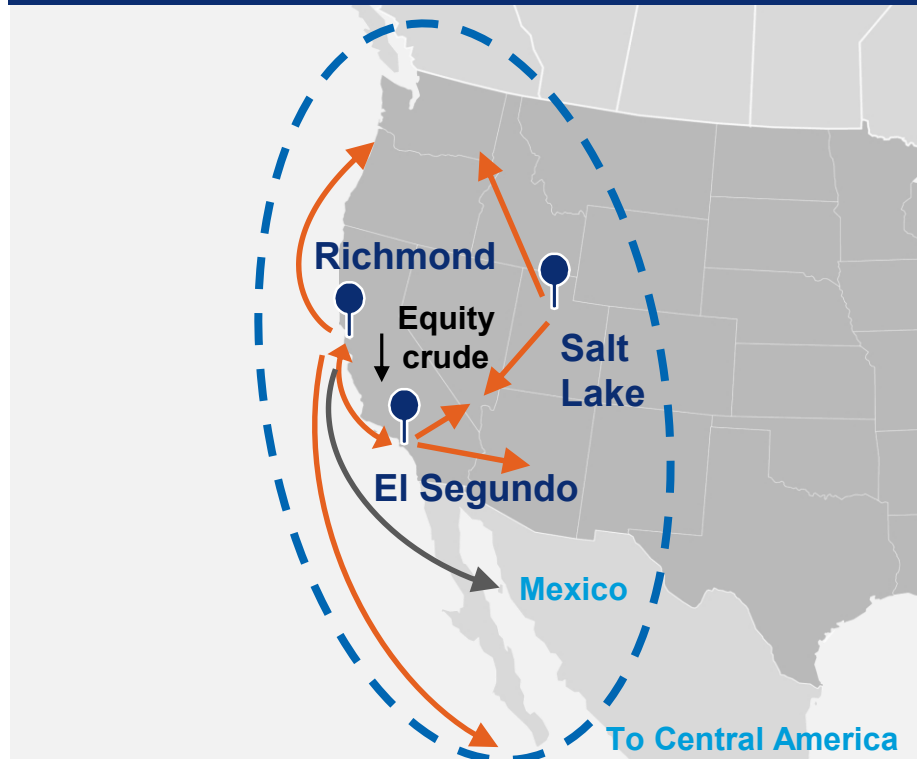 Richmond
Equity
crude
Salt
Lake
El Segundo
Mexico
To Central America